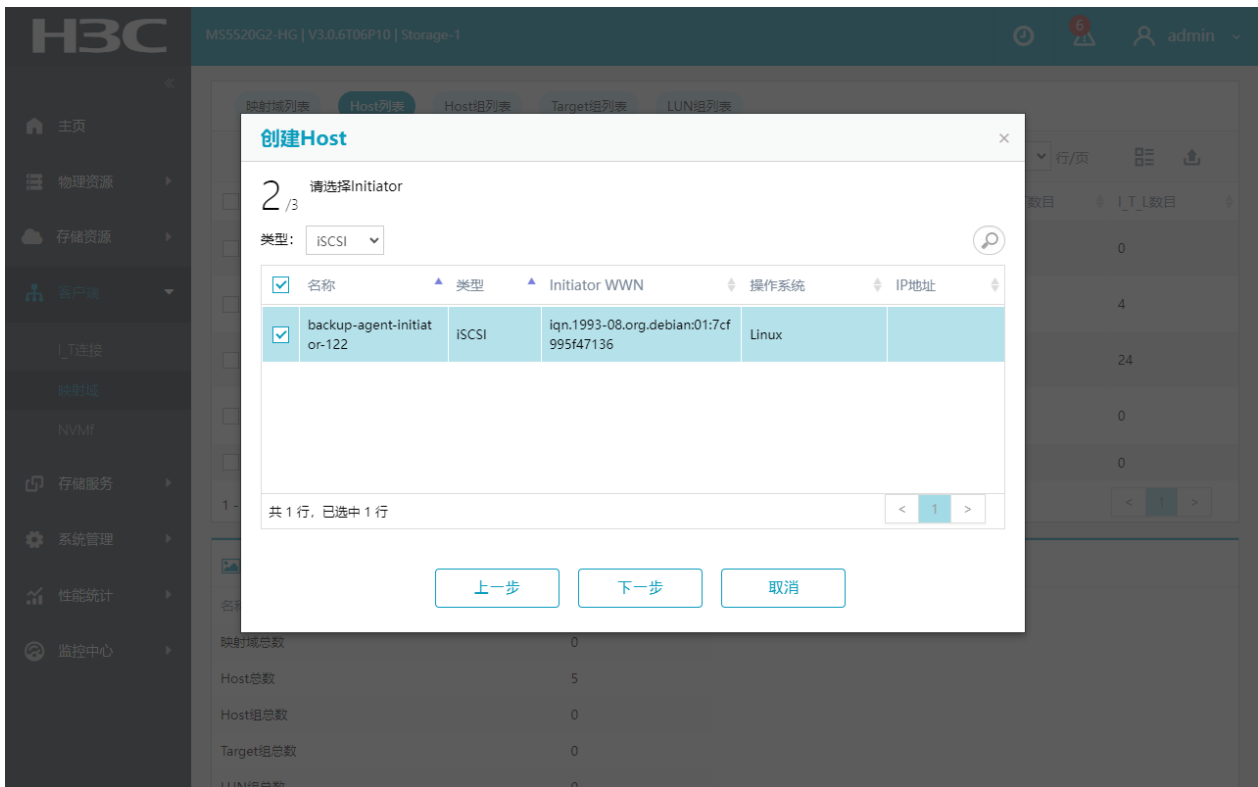 H3C
MS5520G2-HG | V3.0.6T06P10 | Storage-1
6
admin
主页
物理资源
存储资源
客户端
I_T连接
映射域
NVMf
存储服务
系统管理
性能统计
监控中心
映射域列表 Host列表 Host组列表 Target组列表 LUN组列表
行/页
数目 I_T_L数目
0
4
24
0
0
1 -
< 1 >
创建Host
×
2 /3 请选择Initiator
类型: iSCSI
名称 类型 Initiator WWN 操作系统 IP地址
backup-agent-initiat
or-122
iSCSI
iqn.1993-08.org.debian:01:7cf
995f47136
Linux
共 1 行, 已选中 1 行
< 1 >
上一步 下一步 取消
映射域总数 0
Host总数 5
Host组总数 0
Target组总数 0
LUN组总数 0